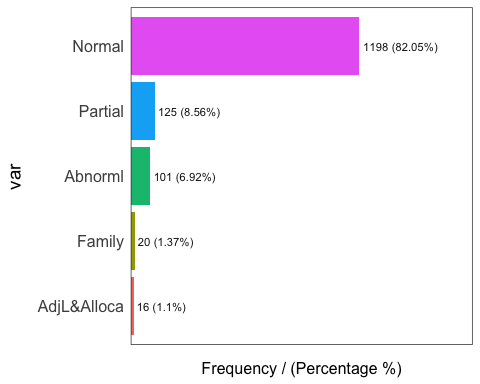 var
Normal 1198 (82.05%)
Partial 125 (8.56%)
Abnorml 101 (6.92%)
Family 20 (1.37%)
AdjL&Alloca 16 (1.1%)
Frequency / (Percentage %)